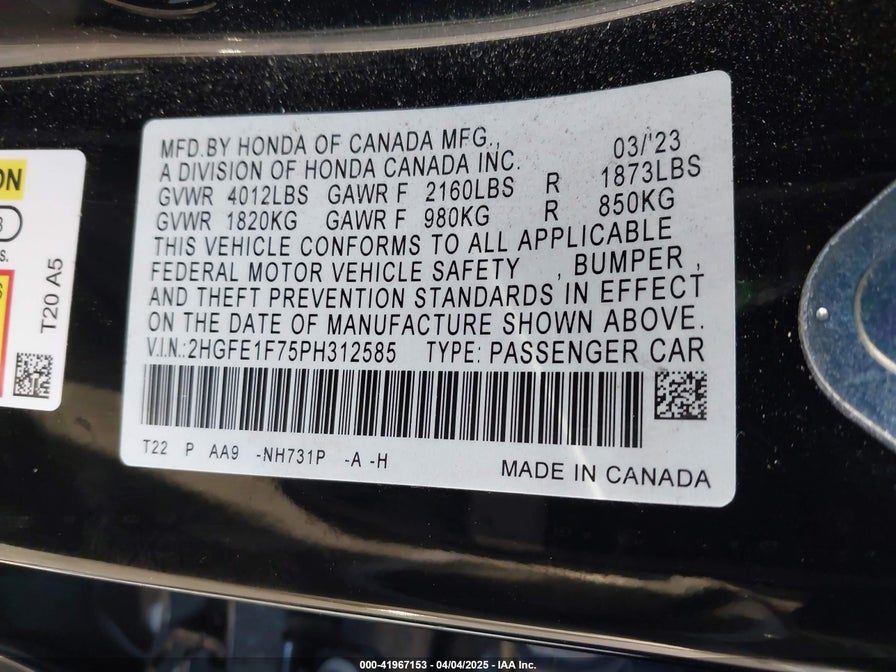 ON
3
s.
S
T20 A5
MFD.BY HONDA OF CANADA MFG., 03/'23
A DIVISION OF HONDA CANADA INC.
GVWR 4012LBS GAWR F 2160LBS R 1873LBS
GVWR 1820KG GAWR F 980KG R 850KG
THIS VEHICLE CONFORMS TO ALL APPLICABLE
FEDERAL MOTOR VEHICLE SAFETY , BUMPER ,
AND THEFT PREVENTION STANDARDS IN EFFECT
ON THE DATE OF MANUFACTURE SHOWN ABOVE.
V.I.N.:2HGFE1F75PH312585 TYPE: PASSENGER CAR
T22 P AA9 -NH731P -A -H
MADE IN CANADA
000-41967153 - 04/04/2025 - IAA Inc.